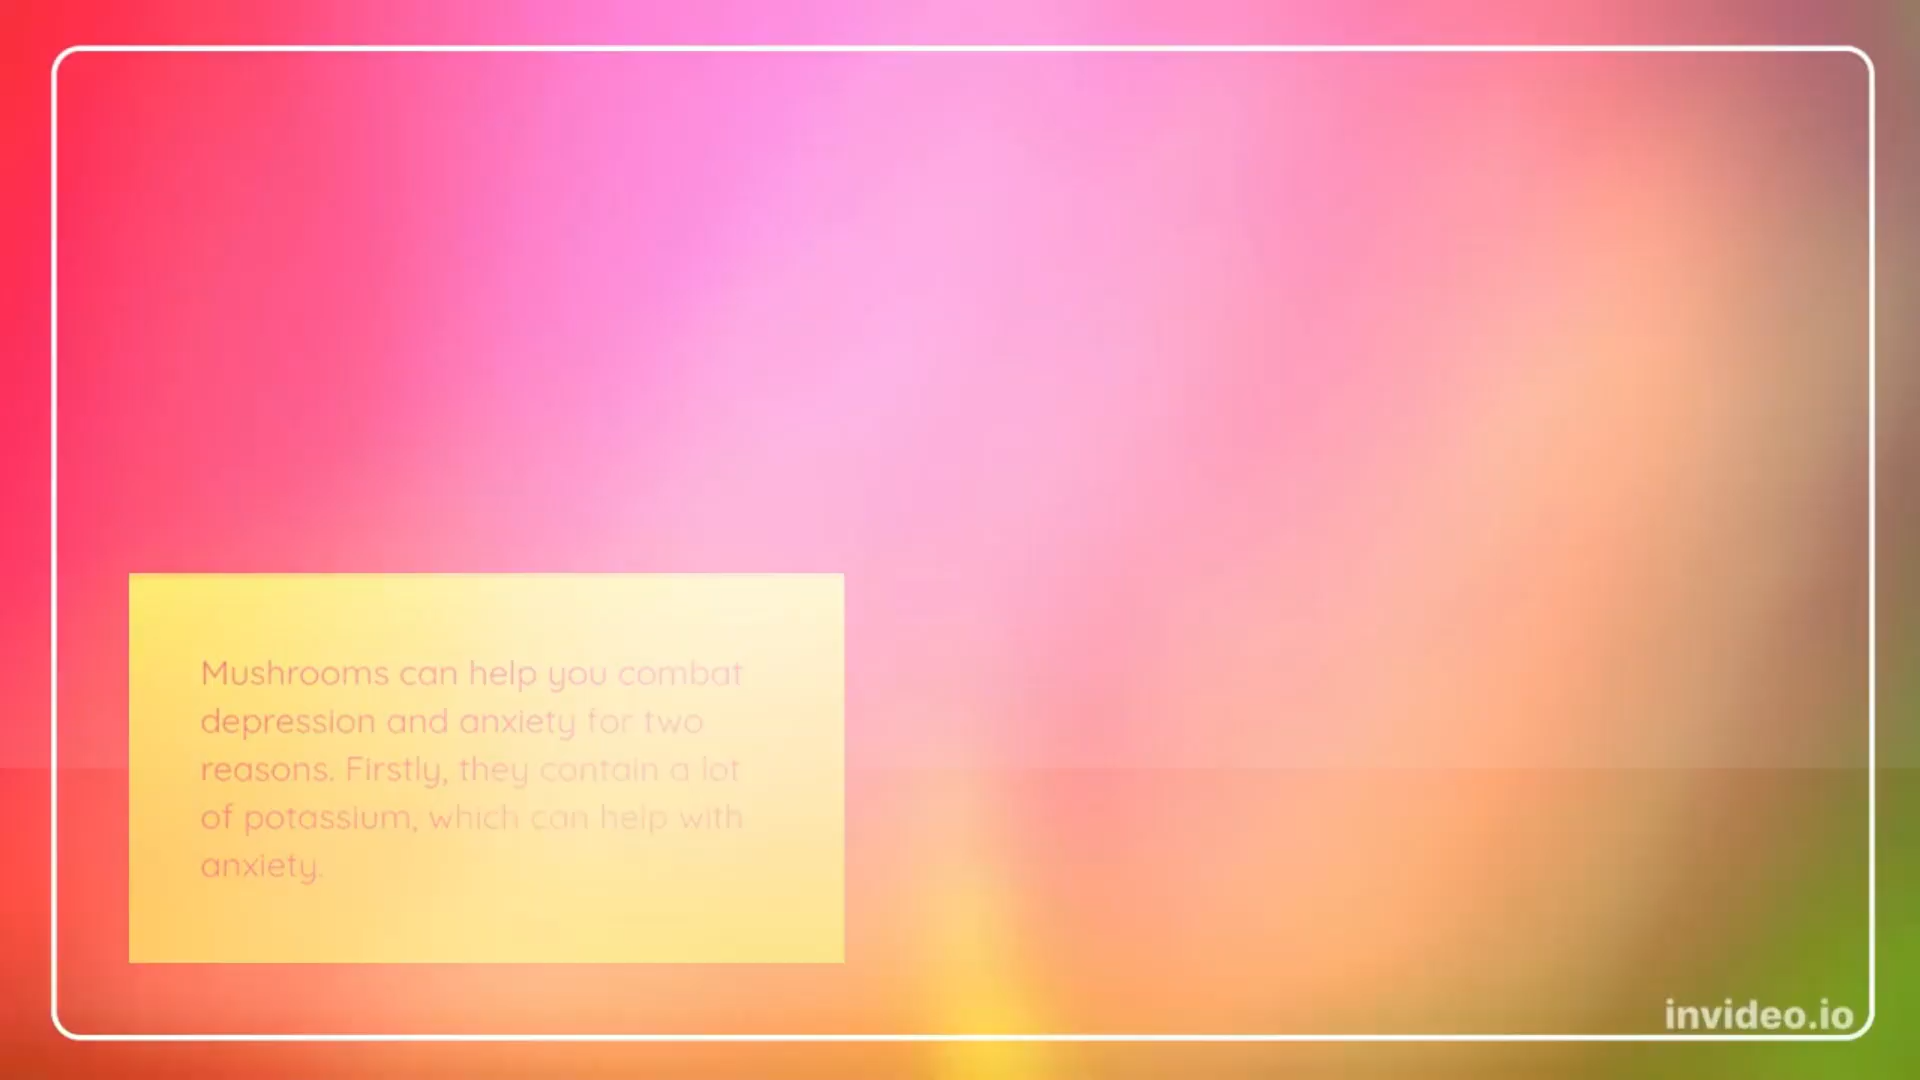 Mushrooms can help you combat
depression and anxiety for two
reasons. Firstly, they contain a lot
of potassium, which can help with
anxiety.
invideo.io